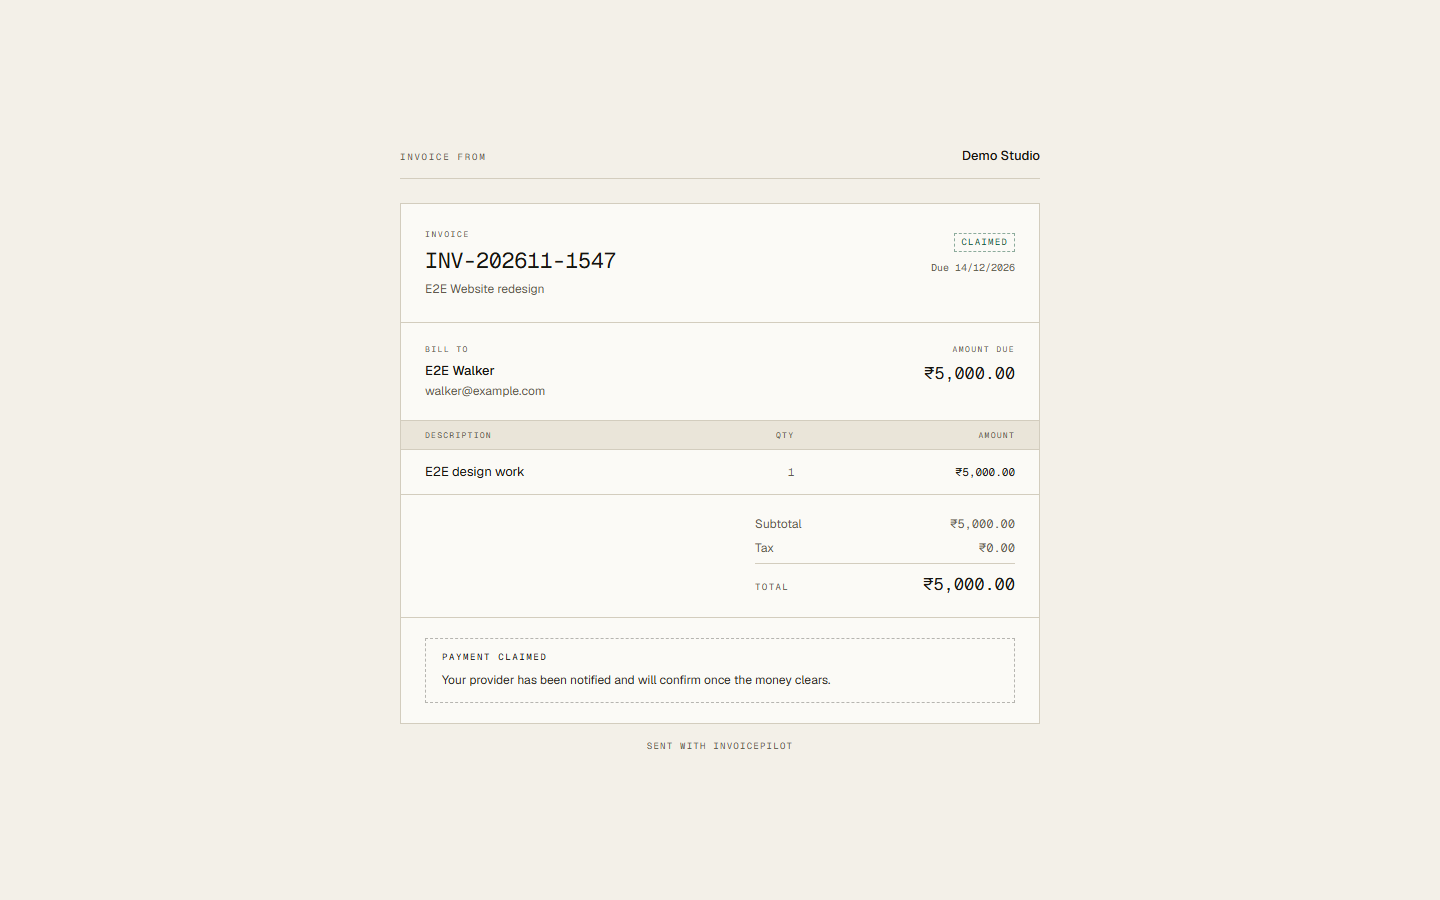 INVOICE FROM
Demo Studio
INVOICE
CLAIMED
INV-202611-1547
Due 14/12/2026
E2E Website redesign
BILL TO
AMOUNT DUE
E2E Walker
₹5,000.00
walker@example.com
DESCRIPTION QTY AMOUNT
E2E design work 1 ₹5,000.00
Subtotal ₹5,000.00
Tax ₹0.00
TOTAL ₹5,000.00
PAYMENT CLAIMED
Your provider has been notified and will confirm once the money clears.
SENT WITH INVOICEPILOT